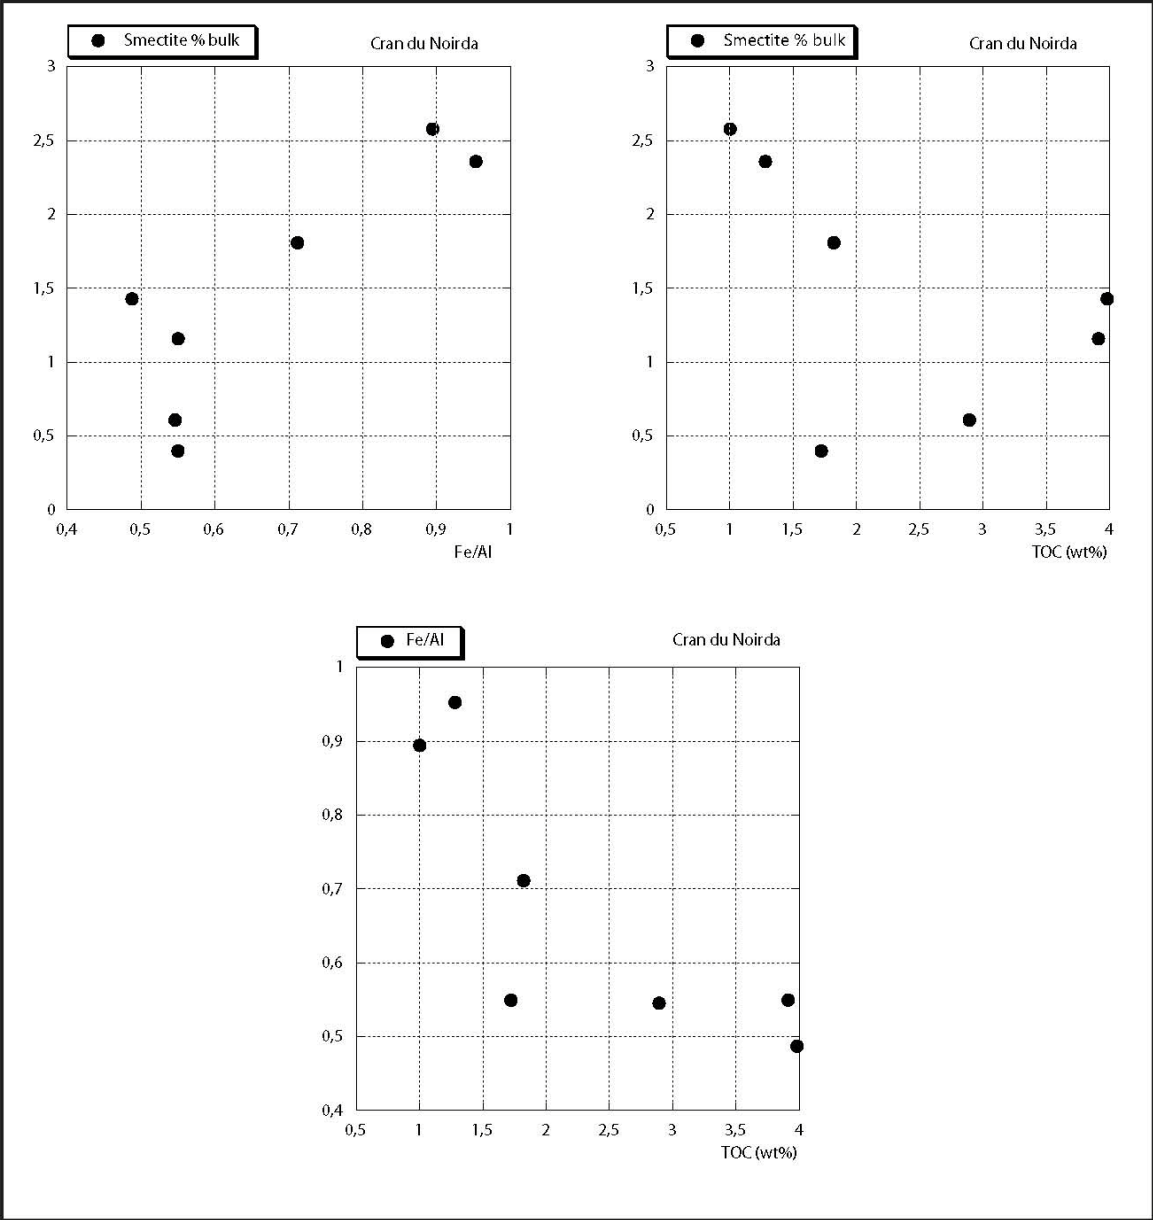 Smectite % bulk
Cran du Noirda
3
2,5
2
1,5
1
0,5
0
0,4 0,5 0,6 0,7 0,8 0,9 1
Fe/Al
Smectite % bulk
Cran du Noirda
3
2,5
2
1,5
1
0,5
0
0,5 1 1,5 2 2,5 3 3,5 4
TOC (wt%)
Fe/Al
Cran du Noirda
1
0,9
0,8
0,7
0,6
0,5
0,4
0,5 1 1,5 2 2,5 3 3,5 4
TOC (wt%)